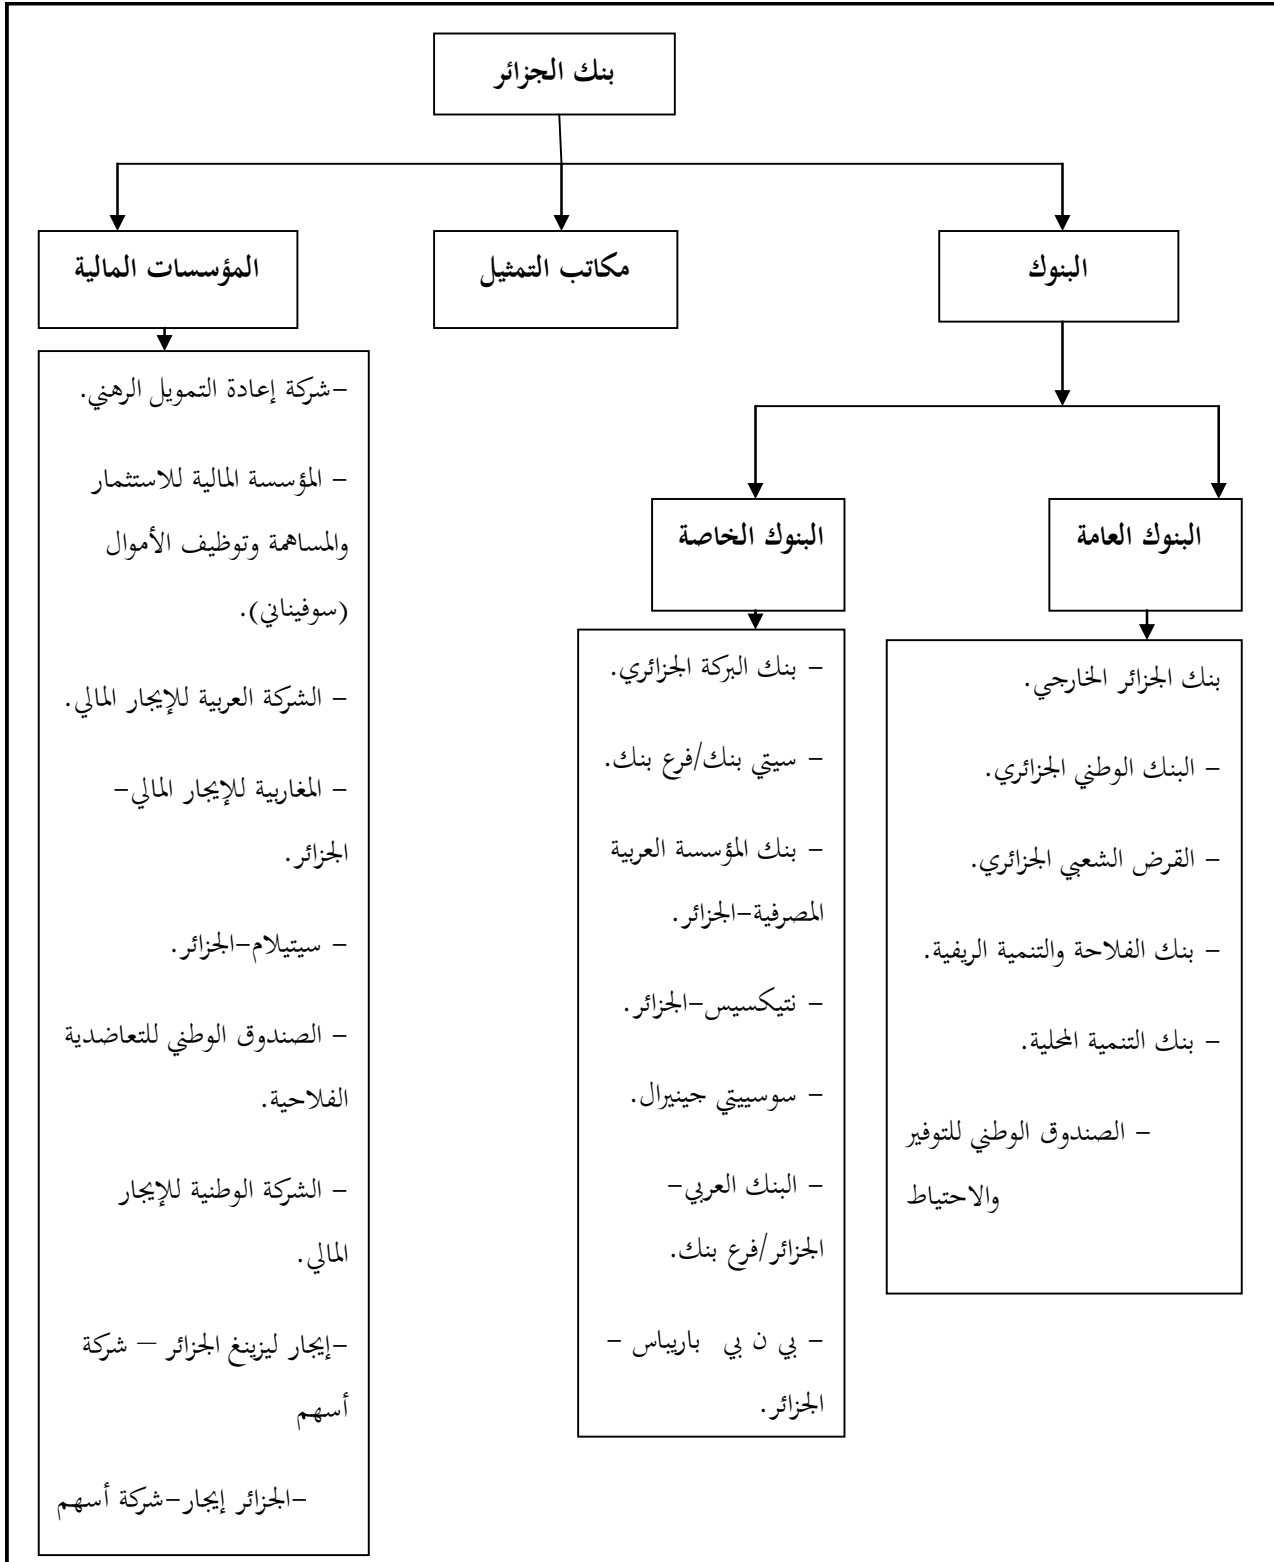 بنك الجزائر
البنوك
مكاتب التمثيل
المؤسسات المالية
البنوك العامة
البنوك الخاصة
بنك الجزائر الخارجي.
- البنك الوطني الجزائري.
- القرض الشعبي الجزائري.
- بنك الفلاحة والتنمية الريفية.
- بنك التنمية المحلية.
- الصندوق الوطني للتوفير
والاحتياط
- بنك البركة الجزائري.
- سيتي بنك/فرع بنك.
- بنك المؤسسة العربية
المصرفية-الجزائر.
- نتيكسيس-الجزائر.
- سوسييتي جينيرال.
- البنك العربي-
الجزائر/فرع بنك.
- بي ن بي باريباس -
الجزائر.
-شركة إعادة التمويل الرهني.
- المؤسسة المالية للاستثمار
والمساهمة وتوظيف الأموال
(سوفيناني).
- الشركة العربية للإيجار المالي.
- المغاربية للإيجار المالي-
الجزائر.
- سيتيلام-الجزائر.
- الصندوق الوطني للتعاضدية
الفلاحية.
- الشركة الوطنية للإيجار
المالي.
-إيجار ليزينغ الجزائر – شركة
أسهم
-الجزائر إيجار-شركة أسهم